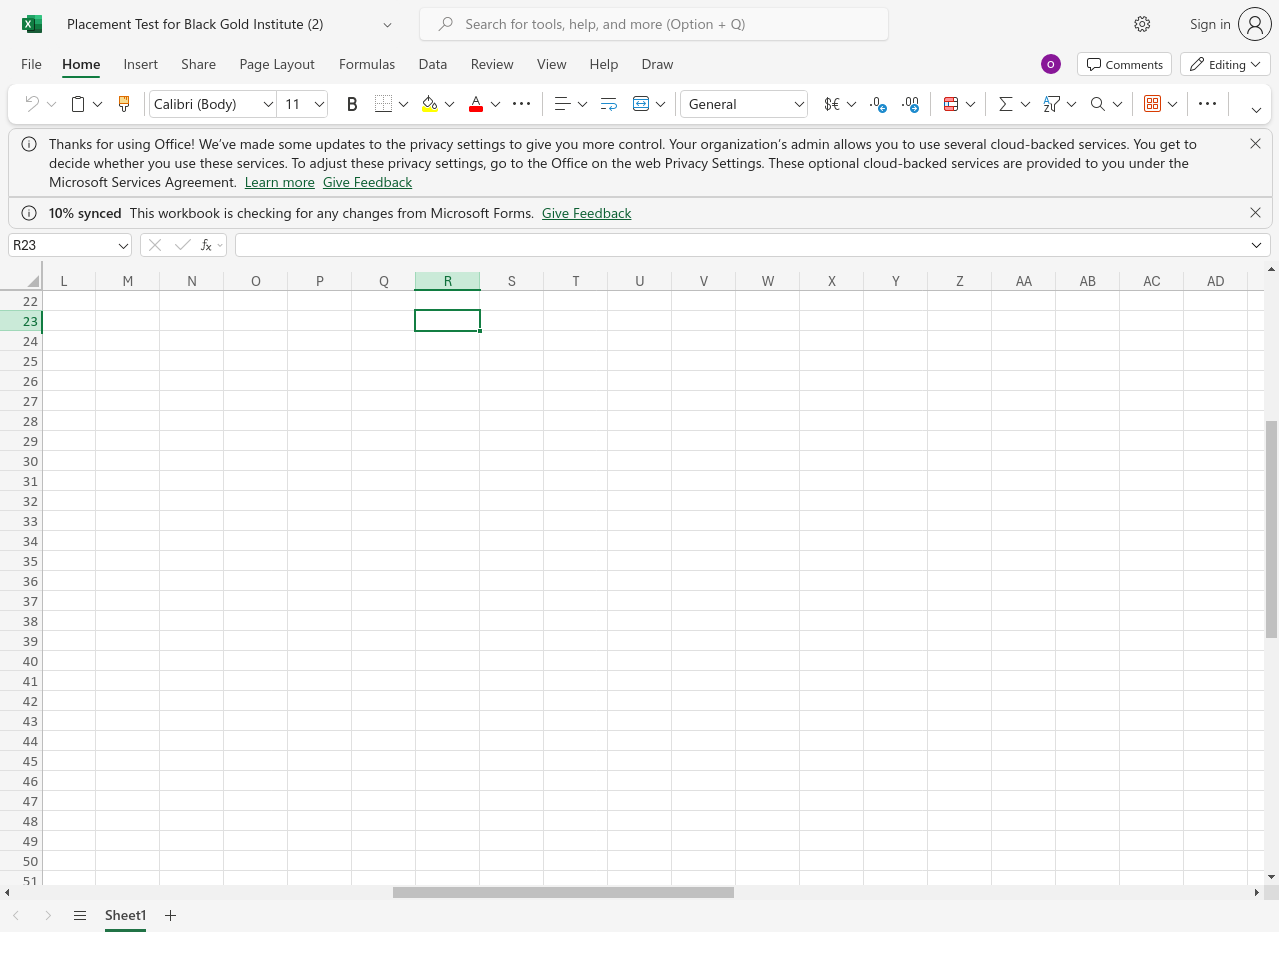 Placement Test for Black Gold Institute (2)
Search for tools, help, and more (Option + Q)
Sign in
File Home Insert Share Page Layout Formulas Data Review View Help Draw
O
Comments
Editing
Calibri (Body)
11
B
A
General
$€
.0
.00
Thanks for using Office! We've made some updates to the privacy settings to give you more control. Your organization's admin allows you to use several cloud-backed services. You get to
decide whether you use these services. To adjust these privacy settings, go to the Office on the web Privacy Settings. These optional cloud-backed services are provided to you under the
Microsoft Services Agreement. Learn more Give Feedback
10% synced This workbook is checking for any changes from Microsoft Forms. Give Feedback
R23
fx
L M N O P Q R S T U V W X Y Z AA AB AC AD
22
23
24
25
26
27
28
29
30
31
32
33
34
35
36
37
38
39
40
41
42
43
44
45
46
47
48
49
50
51
Sheet1